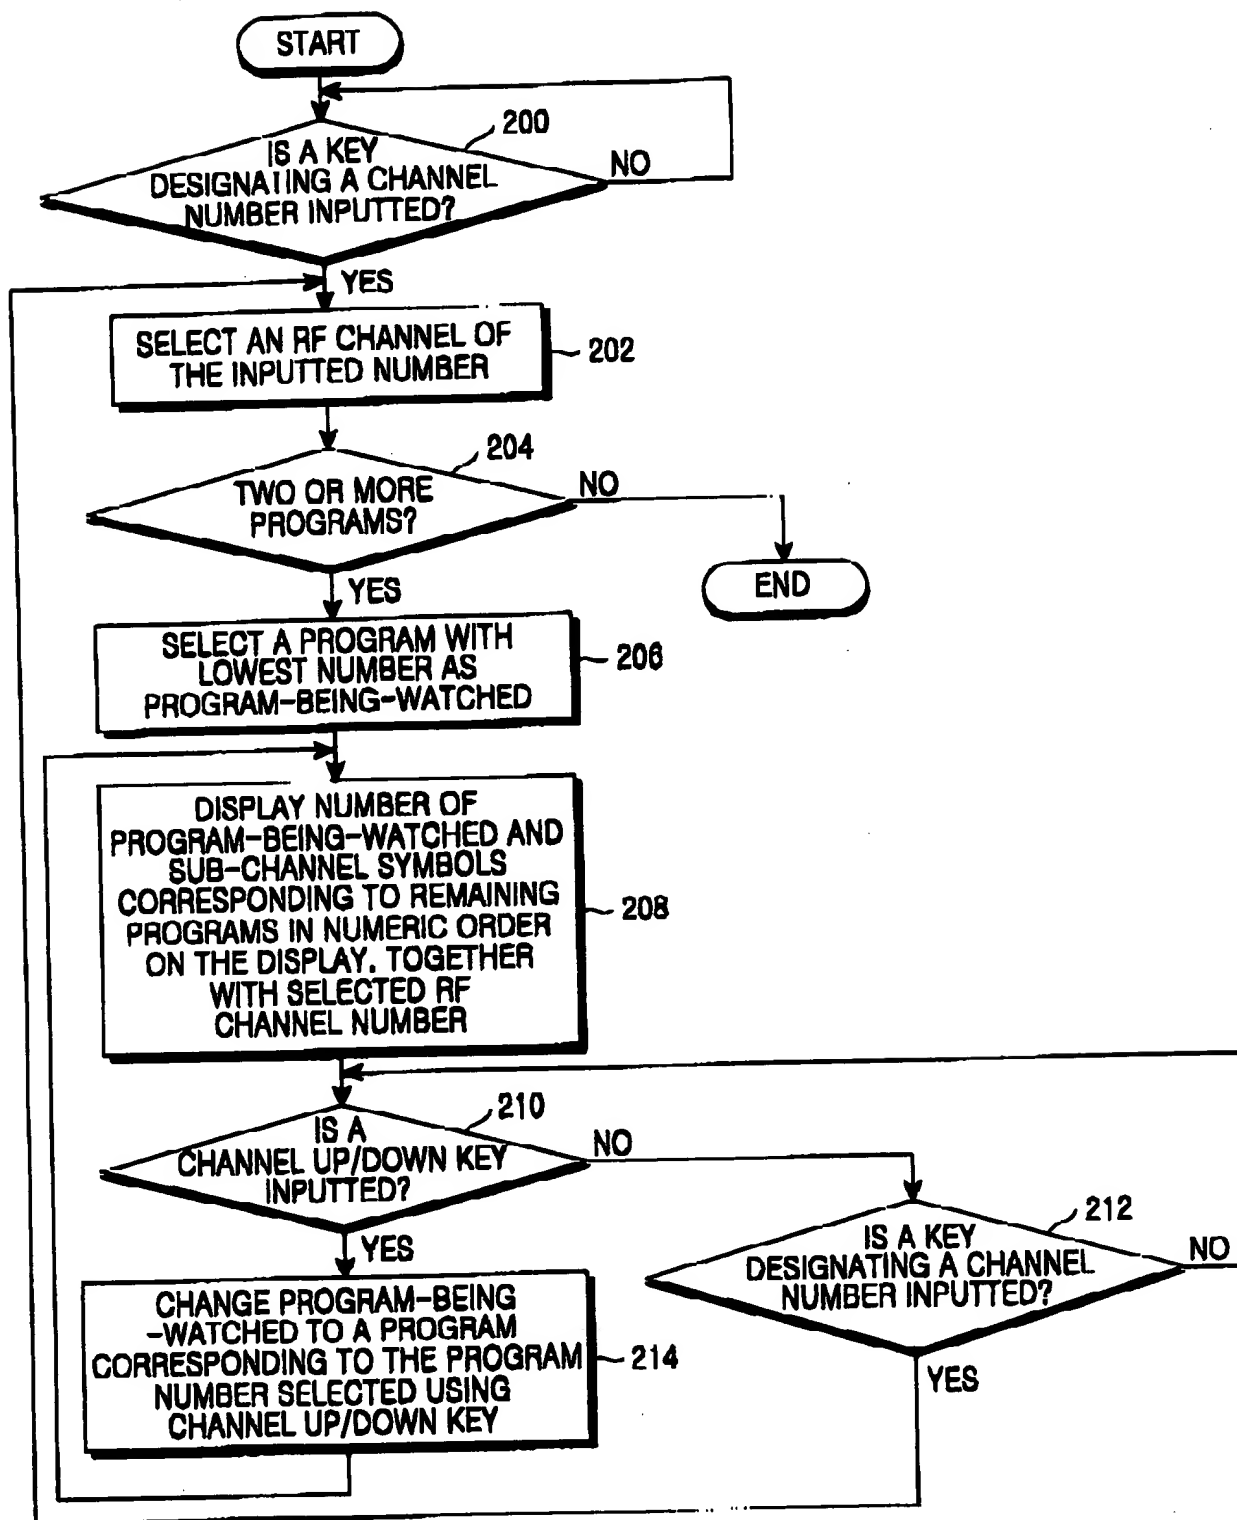 START
200
IS A KEY
DESIGNATING A CHANNEL
NUMBER INPUTTED?
NO
YES
SELECT AN RF CHANNEL OF
THE INPUTTED NUMBER
202
204
TWO OR MORE
PROGRAMS?
NO
END
YES
SELECT A PROGRAM WITH
LOWEST NUMBER AS
PROGRAM-BEING-WATCHED
206
DISPLAY NUMBER OF
PROGRAM-BEING-WATCHED AND
SUB-CHANNEL SYMBOLS
CORRESPONDING TO REMAINING
PROGRAMS IN NUMERIC ORDER
ON THE DISPLAY. TOGETHER
WITH SELECTED RF
CHANNEL NUMBER
208
210
IS A
CHANNEL UP/DOWN KEY
INPUTTED?
NO
YES
212
IS A KEY
DESIGNATING A CHANNEL
NUMBER INPUTTED?
NO
YES
CHANGE PROGRAM-BEING
-WATCHED TO A PROGRAM
CORRESPONDING TO THE PROGRAM
NUMBER SELECTED USING
CHANNEL UP/DOWN KEY
214